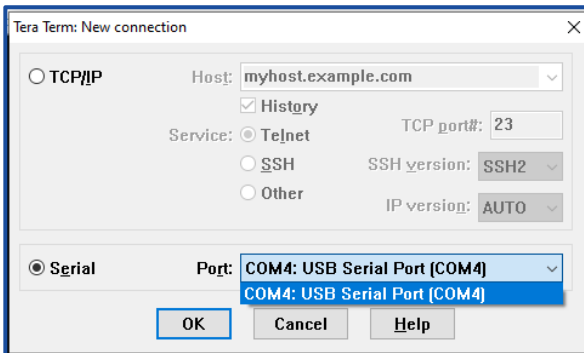 Tera Term: New connection
TCP/IP
Host: myhost.example.com
History
Service: Telnet
TCP port#: 23
SSH
SSH version: SSH2
Other
IP version: AUTO
Serial
Port: COM4: USB Serial Port (COM4)
COM4: USB Serial Port (COM4)
OK
Cancel
Help